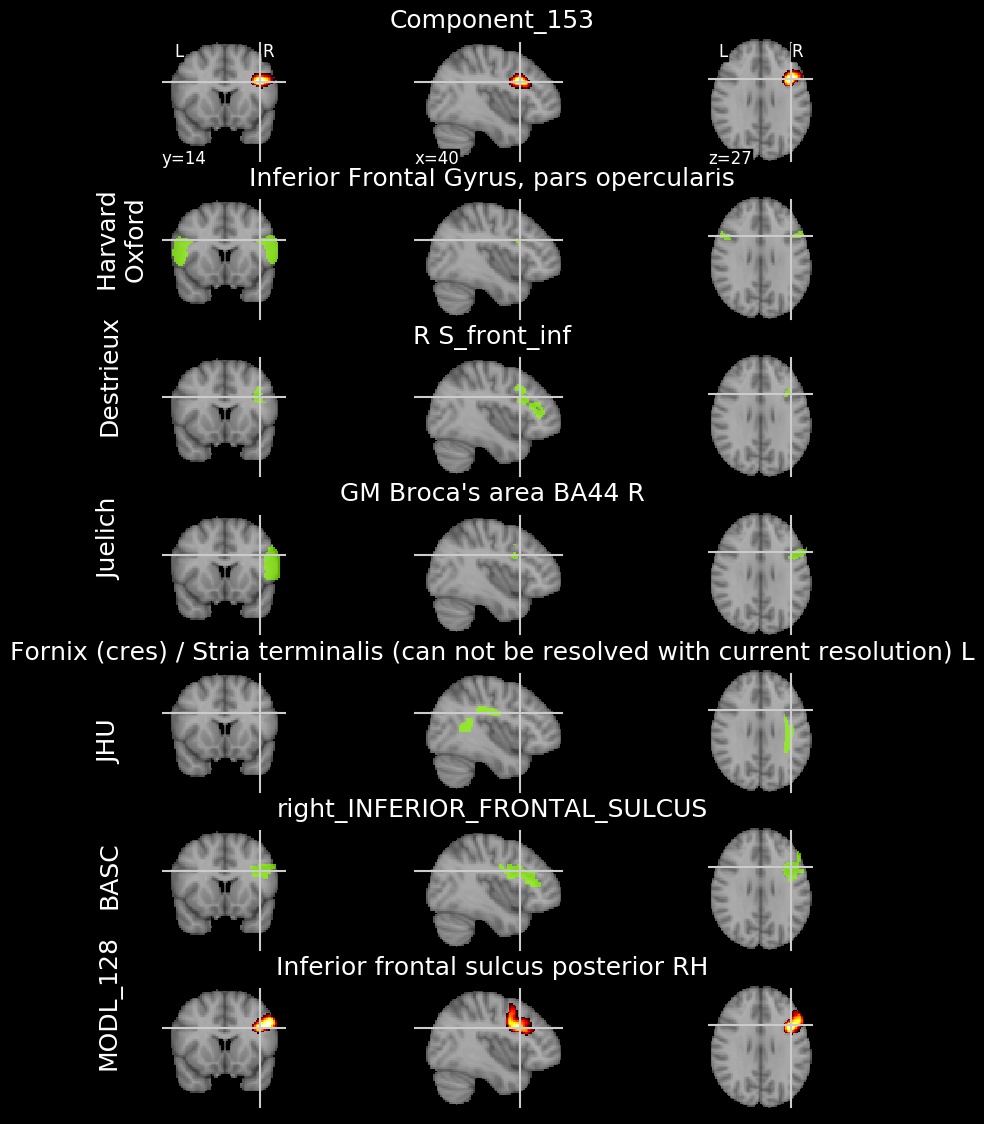 Component_153
L R L R
y=14 x=40 z=27
Inferior Frontal Gyrus, pars opercularis
Harvard
Oxford
R S_front_inf
Destrieux
GM Broca's area BA44 R
Juelich
Fornix (cres) / Stria terminalis (can not be resolved with current resolution) L
JHU
right_INFERIOR_FRONTAL_SULCUS
BASC
Inferior frontal sulcus posterior RH
MODL_128